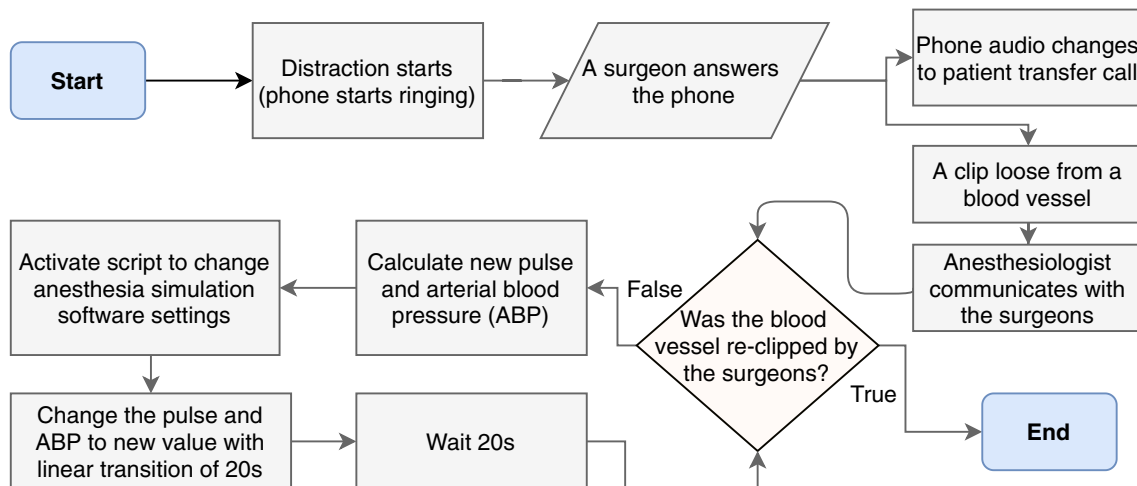 Start
Distraction starts
(phone starts ringing)
A surgeon answers
the phone
Phone audio changes
to patient transfer call
A clip loose from a
blood vessel
Anesthesiologist
communicates with
the surgeons
Was the blood
vessel re-clipped by
the surgeons?
False
True
Calculate new pulse
and arterial blood
pressure (ABP)
Activate script to change
anesthesia simulation
software settings
Change the pulse and
ABP to new value with
linear transition of 20s
Wait 20s
End